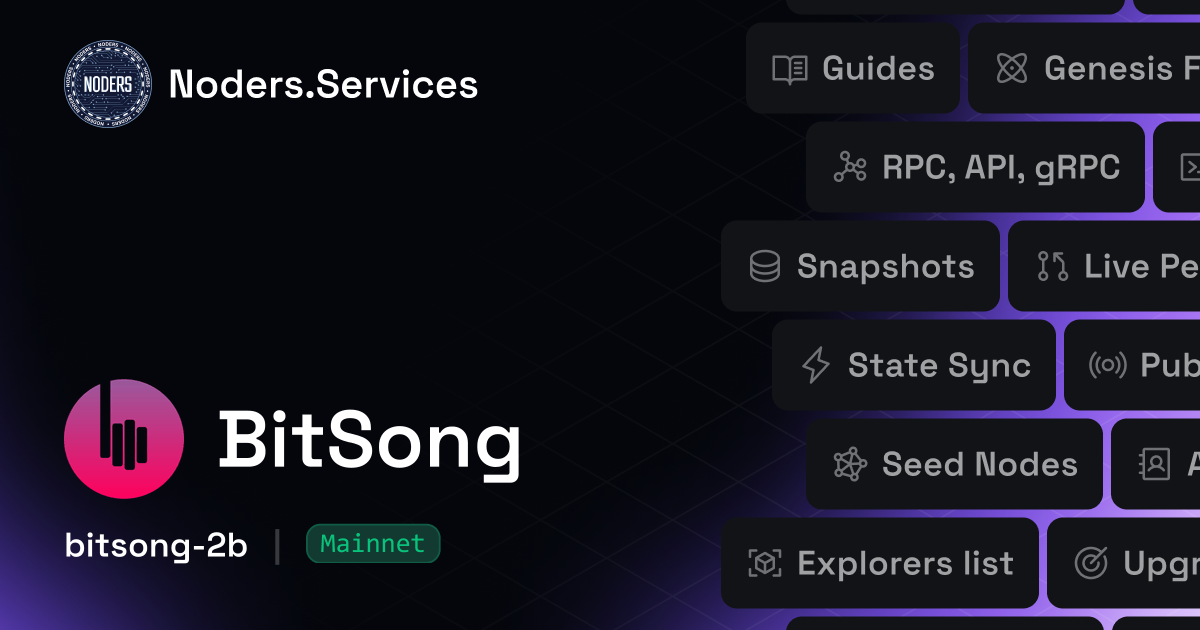 NODERS
Noders.Services
Guides
Genesis F
RPC, API, gRPC
Snapshots
Live Pe
State Sync
Pub
Seed Nodes
A
Explorers list
Upgr
BitSong
bitsong-2b
Mainnet